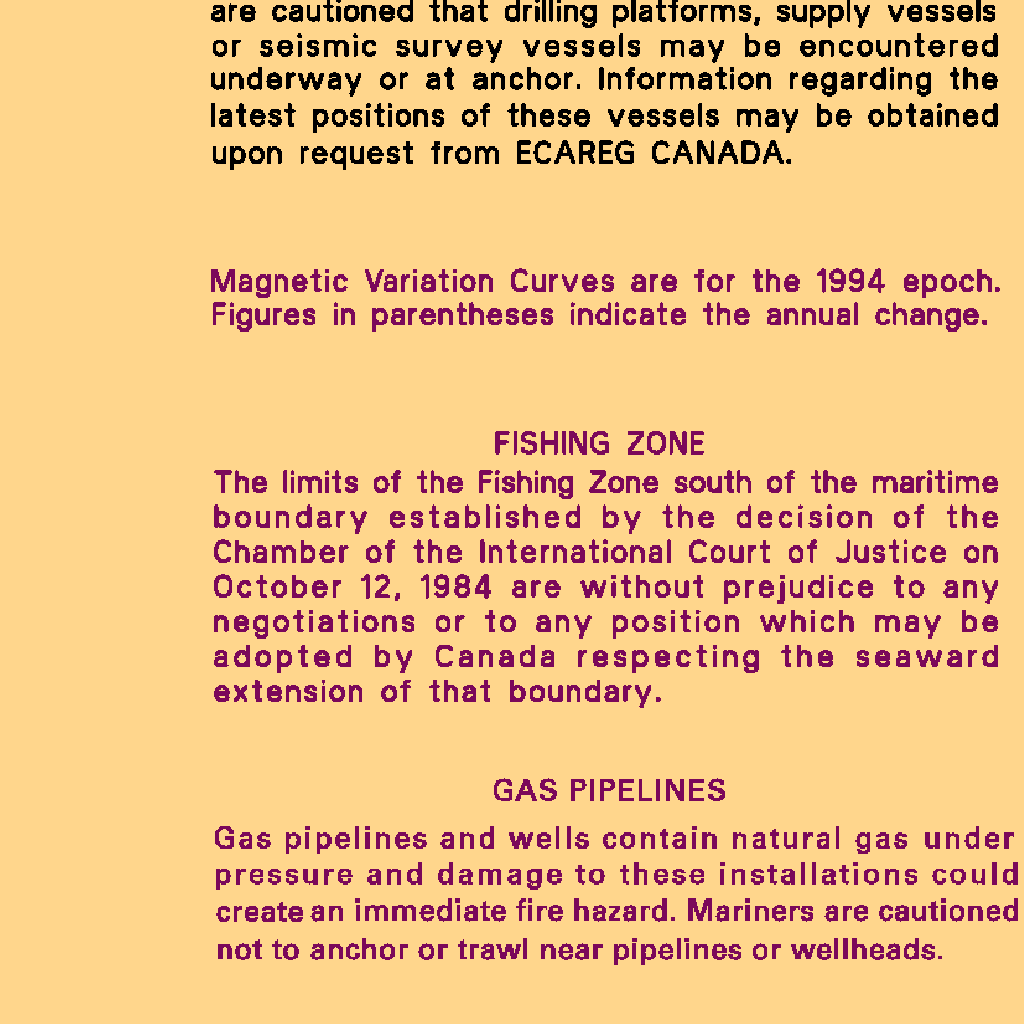 are cautioned that drilling platforms, supply vessels
or seismic survey vessels may be encountered
underway or at anchor. Information regarding the
latest positions of these vessels may be obtained
upon request from ECAREG CANADA.
Magnetic Variation Curves are for the 1994 epoch.
Figures in parentheses indicate the annual change.
FISHING ZONE
The limits of the Fishing Zone south of the maritime
boundary established by the decision of the
Chamber of the International Court of Justice on
October 12, 1984 are without prejudice to any
negotiations or to any position which may be
adopted by Canada respecting the seaward
extension of that boundary.
GAS PIPELINES
Gas pipelines and wells contain natural gas under
pressure and damage to these installations could
create an immediate fire hazard. Mariners are cautioned
not to anchor or trawl near pipelines or wellheads.